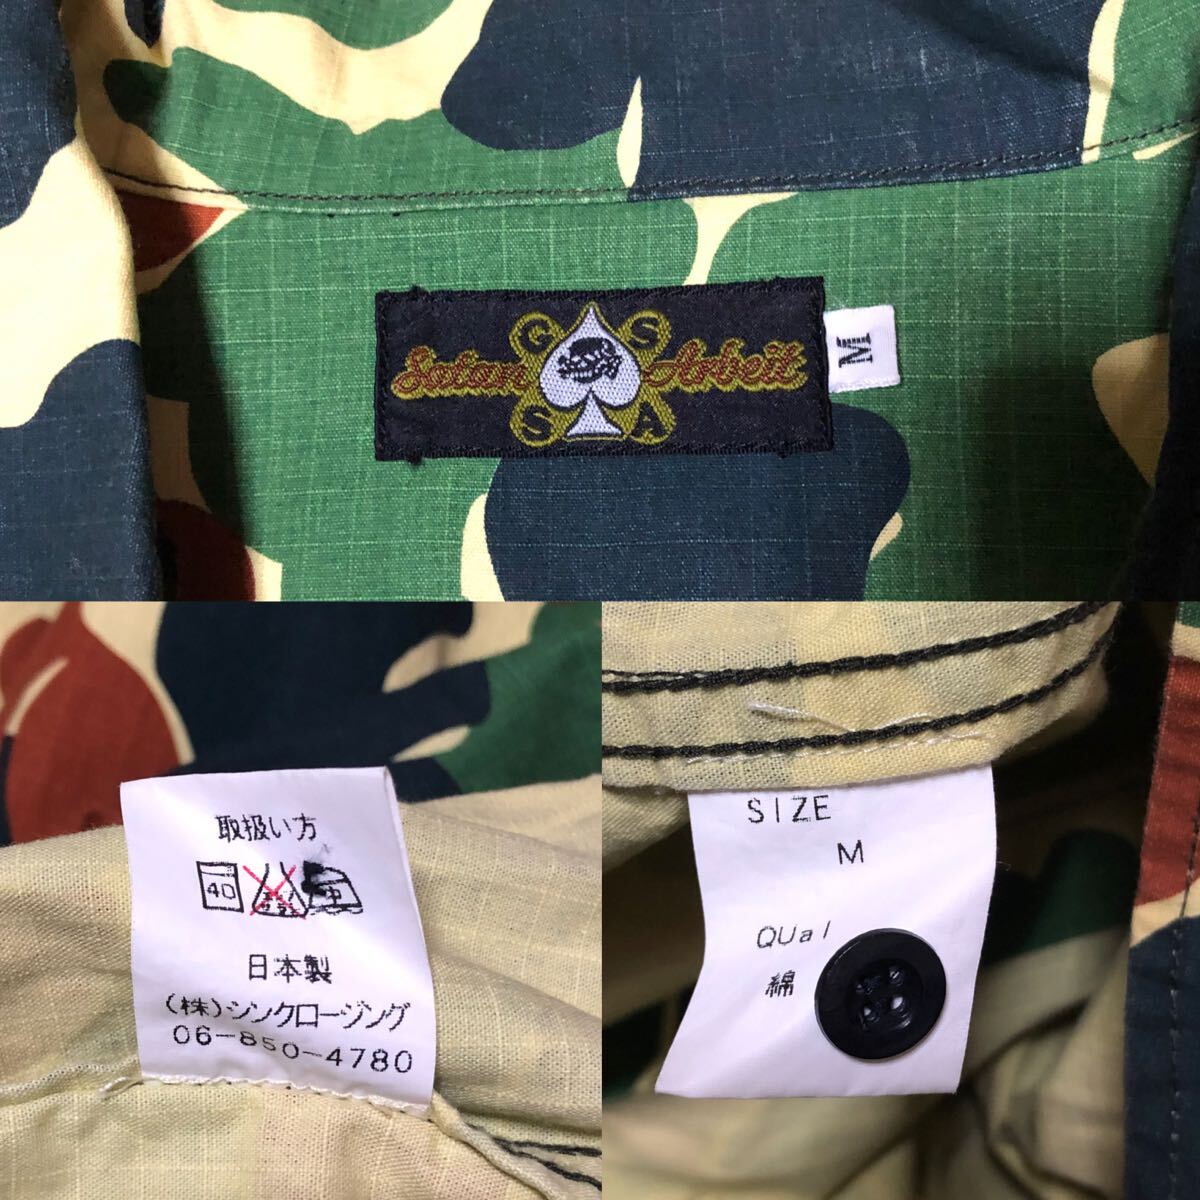 G S
Satan Arbeit
S A
M
取扱い方
40
日本製
(株)シンクロージング
06-850-4780
SIZE
M
QUal
綿